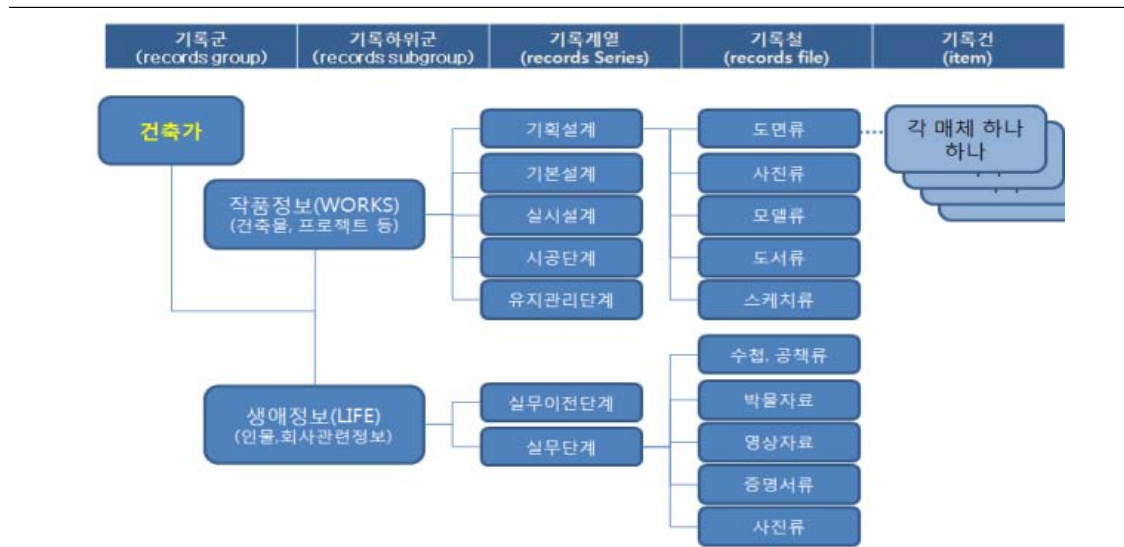 기록군
(records group)
기록하위군
(records subgroup)
기록계열
(records Series)
기록철
(records file)
기록건
(item)
건축가
작품정보(WORKS)
(건축물, 프로젝트 등)
생애정보(LIFE)
(인물,회사관련정보)
기획설계
기본설계
실시설계
시공단계
유지관리단계
실무이전단계
실무단계
도면류
사진류
모델류
도서류
스케치류
수첩, 공책류
박물자료
영상자료
증명서류
사진류
각 매체 하나
하나